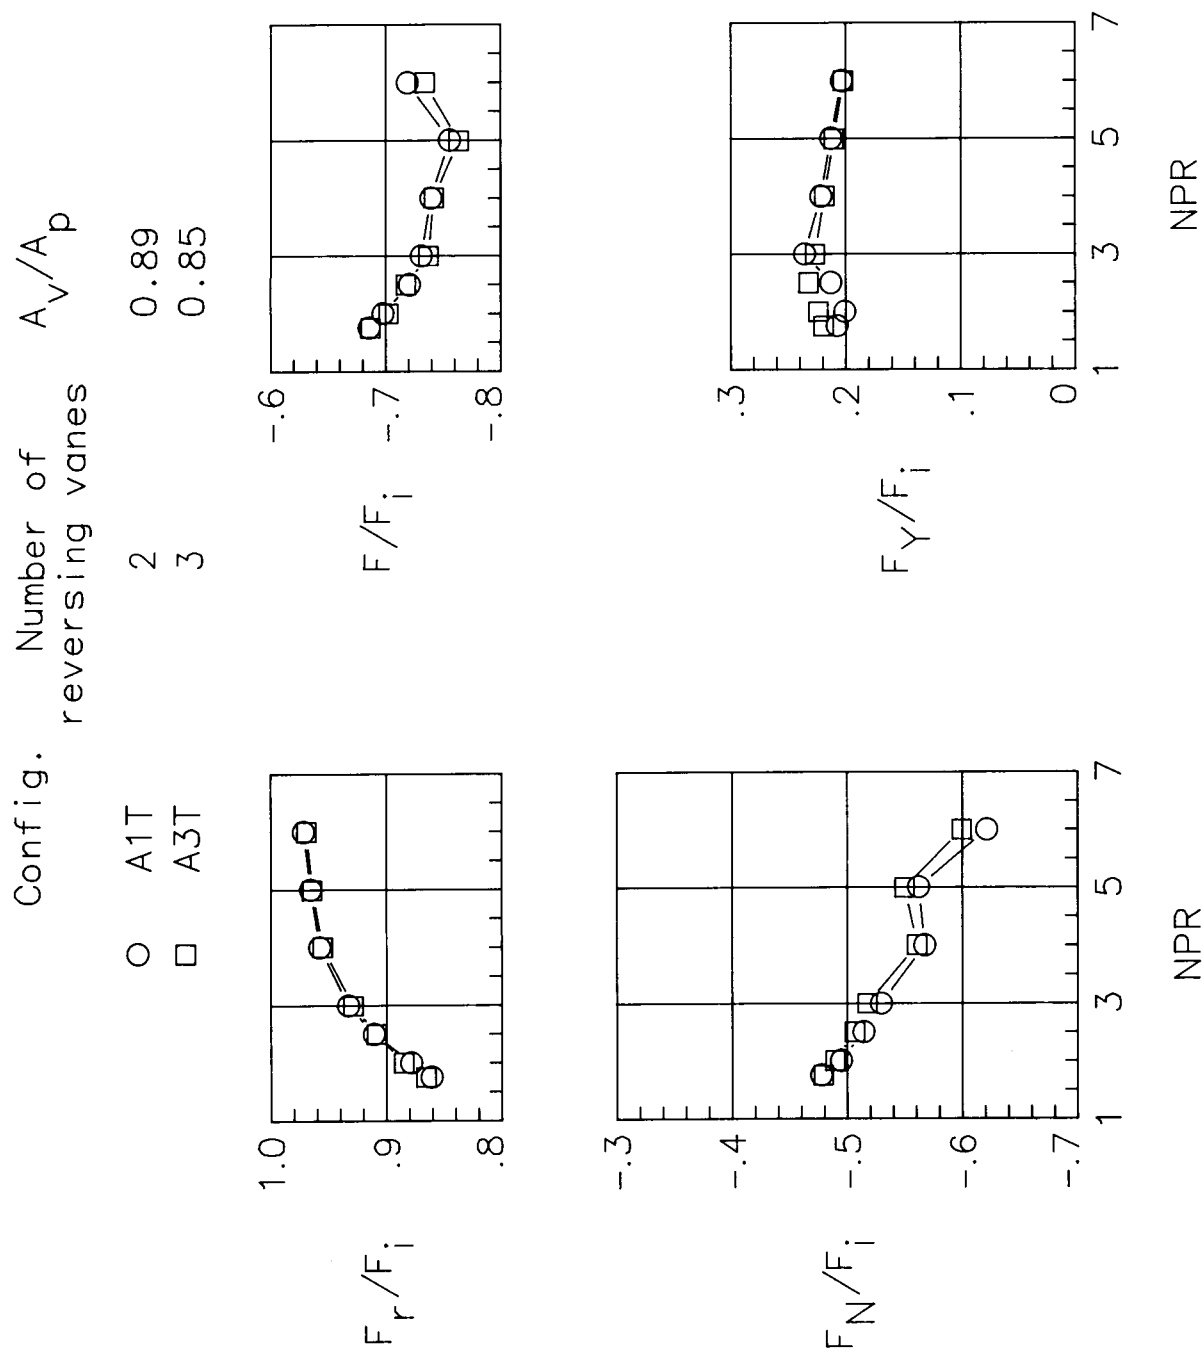 Config. Number of A_v/A_p
reversing vanes
A1T 2 0.89
A3T 3 0.85
1.0
F_r/F_i .9
.8
-.6
F/F_i -.7
-.8
-.3
-.4
F_N/F_i -.5
-.6
-.7
1 3 5 7
NPR
.3
F_Y/F_i .2
.1
0
1 3 5 7
NPR